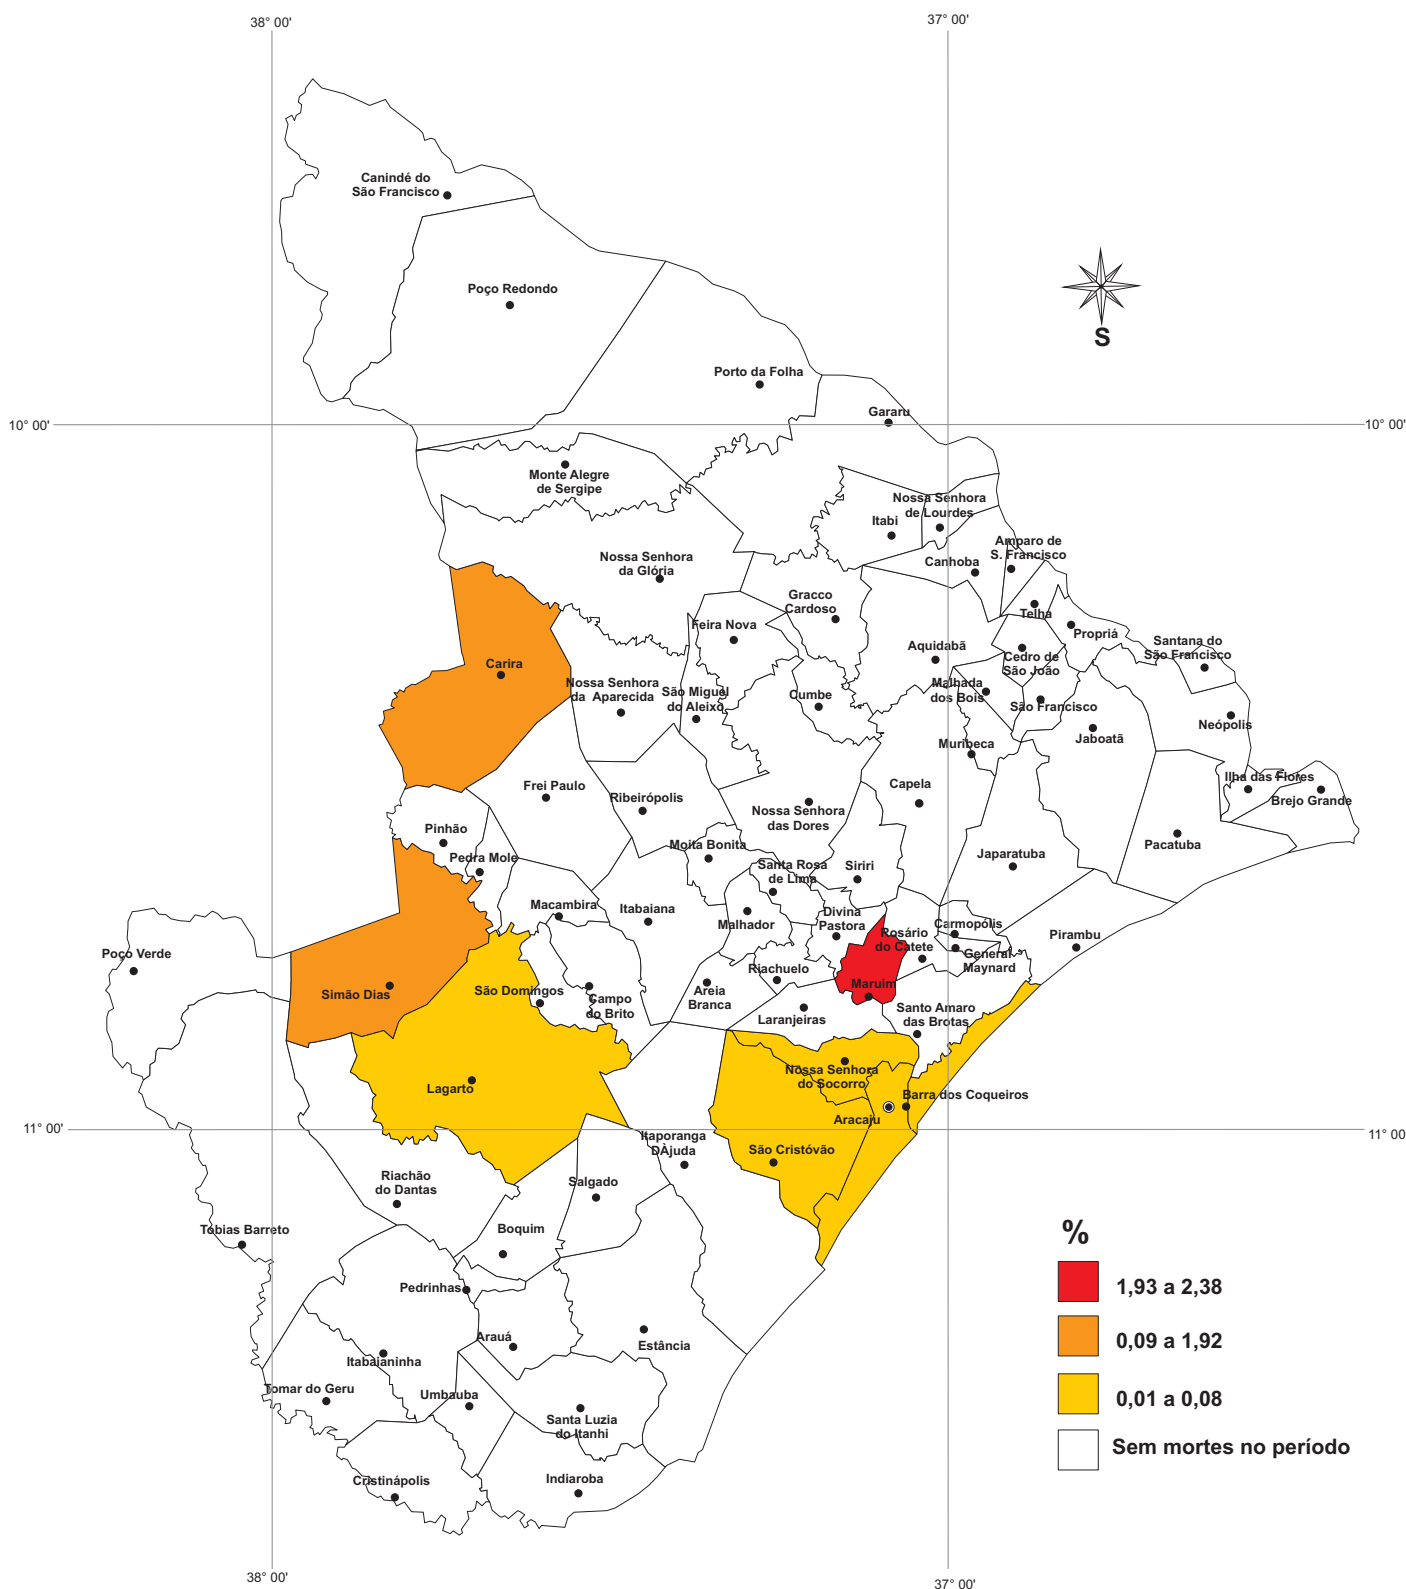 38° 00'
37° 00'
Canindé do
São Francisco
Poço Redondo
S
Porto da Folha
Gararu
10° 00'
10° 00'
Monte Alegre
de Sergipe
Nossa Senhora
de Lourdes
Itabi
Amparo de
S. Francisco
Canhoba
Nossa Senhora
da Glória
Gracco
Cardoso
Telha
Feira Nova
Propriá
Santana do
São Francisco
Aquidabã
Cedro de
São João
Carira
Nossa Senhora
da Aparecida
São Miguel
do Aleixo
Cumbe
Malhada
dos Bois
São Francisco
Neópolis
Jaboatã
Muribeca
Frei Paulo
Ribeirópolis
Capela
Ilha das Flores
Brejo Grande
Nossa Senhora
das Dores
Pinhão
Moita Bonita
Pacatuba
Pedra Mole
Santa Rosa
de Lima
Siriri
Japaratuba
Macambira
Itabaiana
Malhador
Divina
Pastora
Carmopólis
Rosário
do Catete
Pirambu
Poço Verde
General
Maynard
Riachuelo
Simão Dias
São Domingos
Maruim
Campo
do Brito
Areia
Branca
Laranjeiras
Santo Amaro
das Brotas
Nossa Senhora
do Socorro
Lagarto
Barra dos Coqueiros
Aracaju
11° 00'
11° 00
Itaporanga
DÀjuda
São Cristóvão
Riachão
do Dantas
Salgado
Tobias Barreto
Boquim
%
Pedrinhas
1,93 a 2,38
Arauá
Estância
0,09 a 1,92
Itabaianinha
Tomar do Geru
Umbauba
0,01 a 0,08
Santa Luzia
do Itanhi
Sem mortes no período
Cristinápolis
Indiaroba
38° 00'
37° 00'